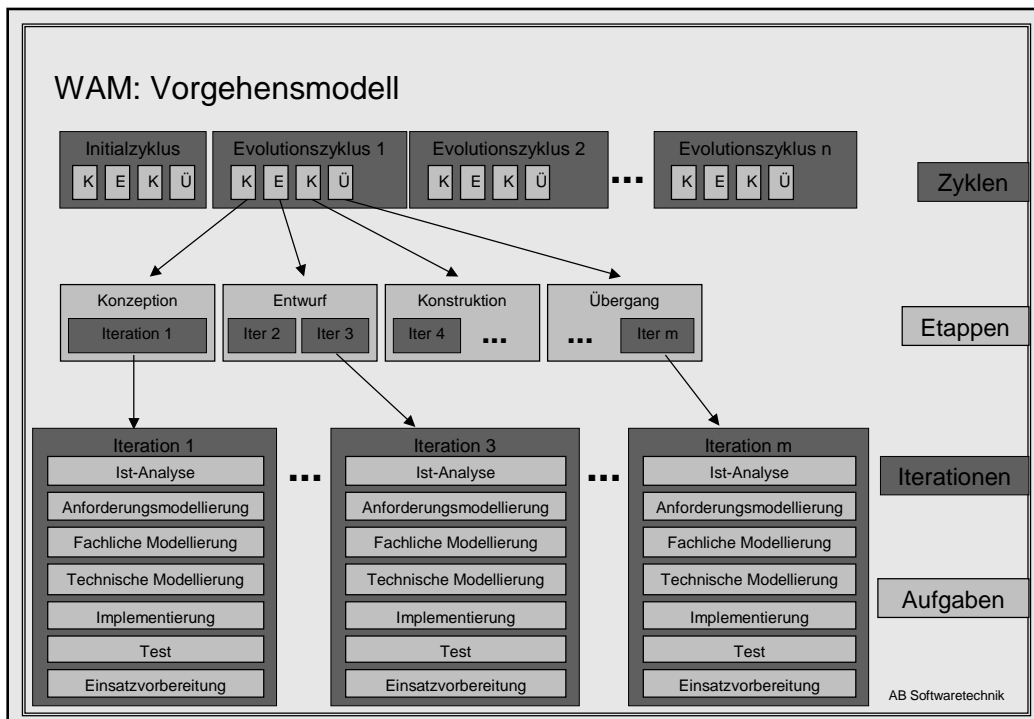 WAM: Vorgehensmodell
Initialzyklus
K E K Ü
Evolutionszyklus 1
K E K Ü
Evolutionszyklus 2
K E K Ü
...
Evolutionszyklus n
K E K Ü
Zyklen
Konzeption
Iteration 1
Entwurf
Iter 2 Iter 3
Konstruktion
Iter 4 ...
Übergang
... Iter m
Etappen
Iteration 1
Ist-Analyse
Anforderungsmodellierung
Fachliche Modellierung
Technische Modellierung
Implementierung
Test
Einsatzvorbereitung
...
Iteration 3
Ist-Analyse
Anforderungsmodellierung
Fachliche Modellierung
Technische Modellierung
Implementierung
Test
Einsatzvorbereitung
...
Iteration m
Ist-Analyse
Anforderungsmodellierung
Fachliche Modellierung
Technische Modellierung
Implementierung
Test
Einsatzvorbereitung
Iterationen
Aufgaben
AB Softwaretechnik